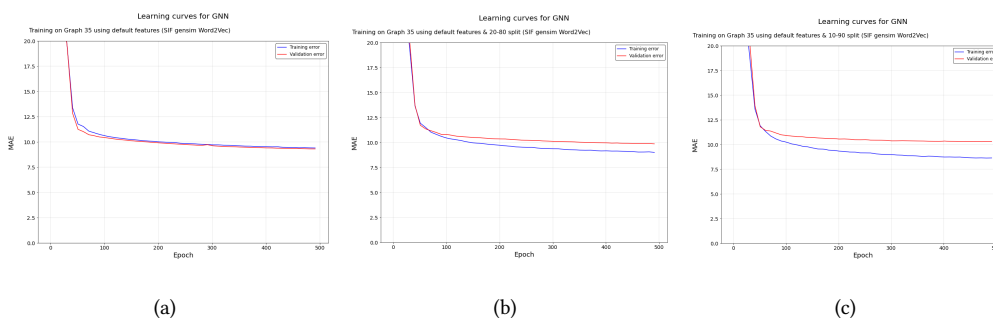 Learning curves for GNN
Training on Graph 35 using default features (SIF gensim Word2Vec)
20.0
17.5
15.0
12.5
10.0
7.5
5.0
2.5
0.0
MAE
0 100 200 300 400 500
Epoch
Training error
Validation error
(a)
Learning curves for GNN
Training on Graph 35 using default features & 20-80 split (SIF gensim Word2Vec)
20.0
17.5
15.0
12.5
10.0
7.5
5.0
2.5
0.0
MAE
0 100 200 300 400 500
Epoch
Training error
Validation error
(b)
Learning curves for GNN
Training on Graph 35 using default features & 10-90 split (SIF gensim Word2Vec)
20.0
17.5
15.0
12.5
10.0
7.5
5.0
2.5
0.0
MAE
0 100 200 300 400 500
Epoch
Training erro
Validation er
(c)